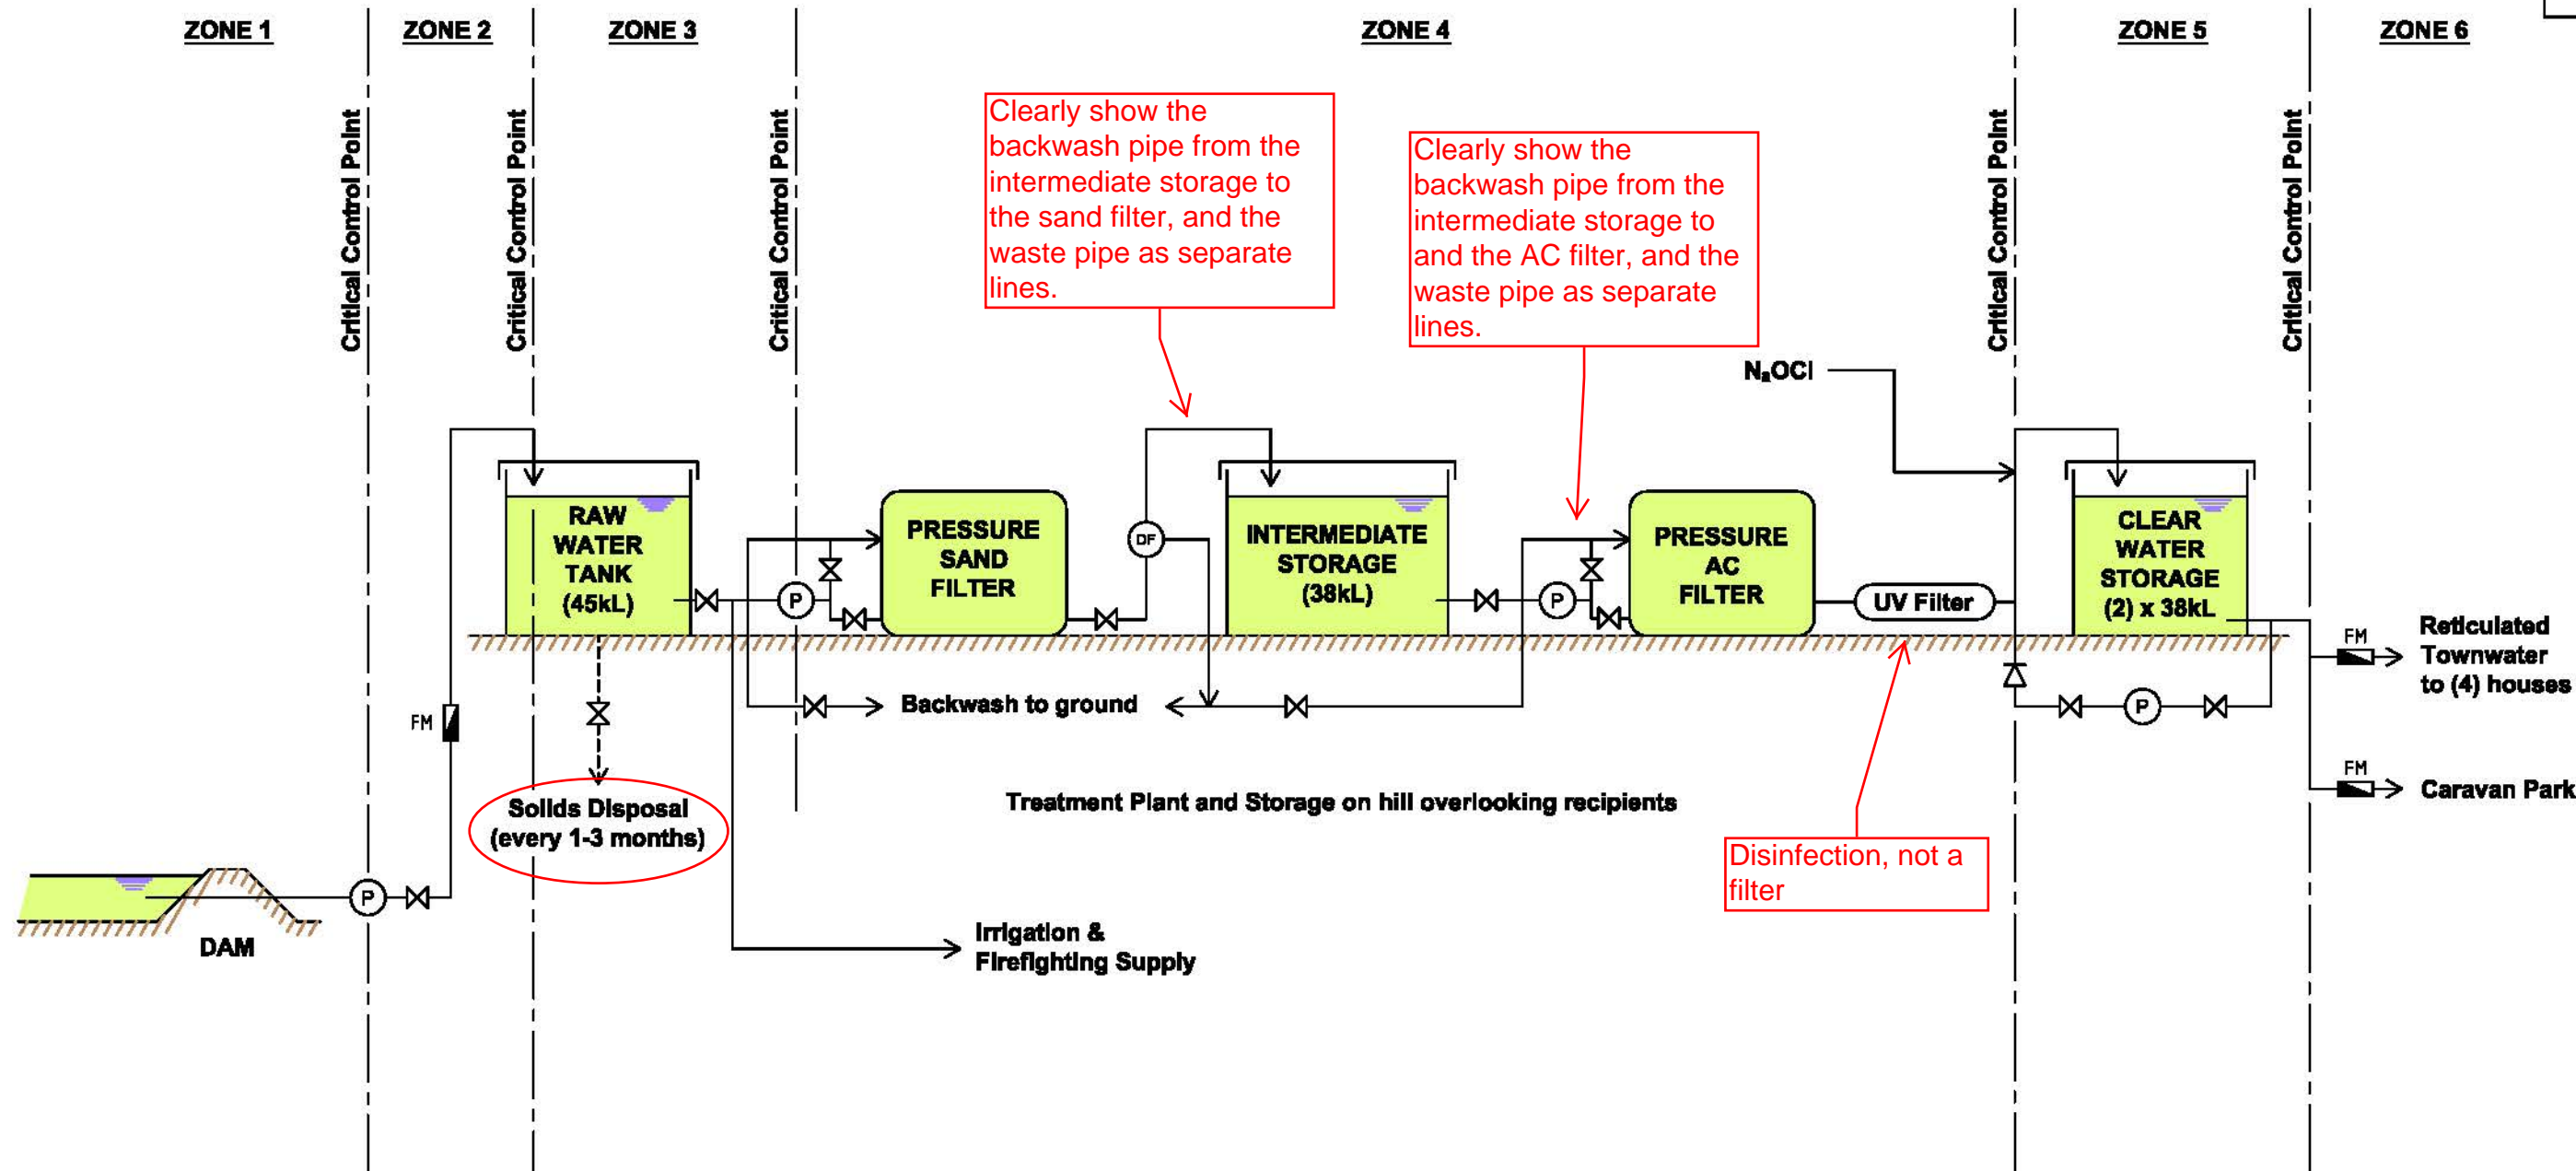 ZONE 1
ZONE 2
ZONE 3
ZONE 4
ZONE 5
ZONE 6
Critical Control Point
Critical Control Point
Critical Control Point
Critical Control Point
Critical Control Point
Clearly show the
backwash pipe from the
intermediate storage to
the sand filter, and the
waste pipe as separate
lines.
Clearly show the
backwash pipe from the
intermediate storage to
and the AC filter, and the
waste pipe as separate
lines.
NaOCl
RAW
WATER
TANK
(45kL)
P
PRESSURE
SAND
FILTER
DF
INTERMEDIATE
STORAGE
(38kL)
P
PRESSURE
AC
FILTER
UV Filter
CLEAR
WATER
STORAGE
(2) x 38kL
FM
Reticulated
Townwater
to (4) houses
FM
Backwash to ground
P
FM
Caravan Park
Solids Disposal
(every 1-3 months)
Treatment Plant and Storage on hill overlooking recipients
Disinfection, not a
filter
P
DAM
Irrigation &
Firefighting Supply